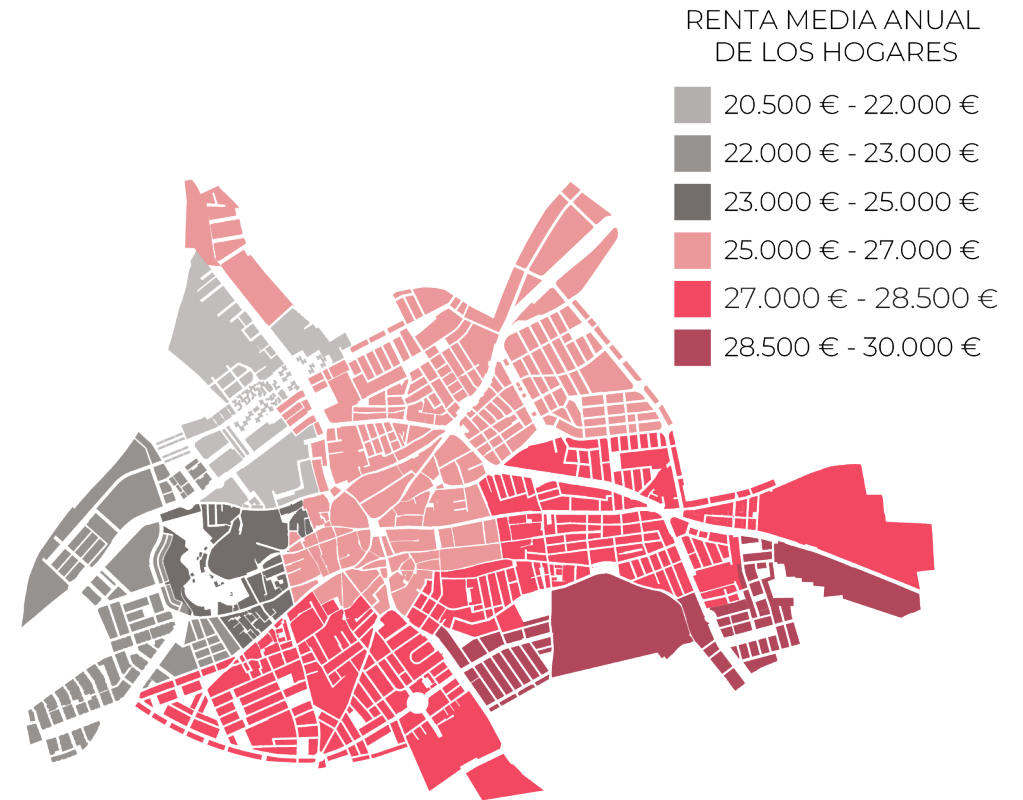 RENTA MEDIA ANUAL
DE LOS HOGARES
20.500 € - 22.000 €
22.000 € - 23.000 €
23.000 € - 25.000 €
25.000 € - 27.000 €
27.000 € - 28.500 €
28.500 € - 30.000 €